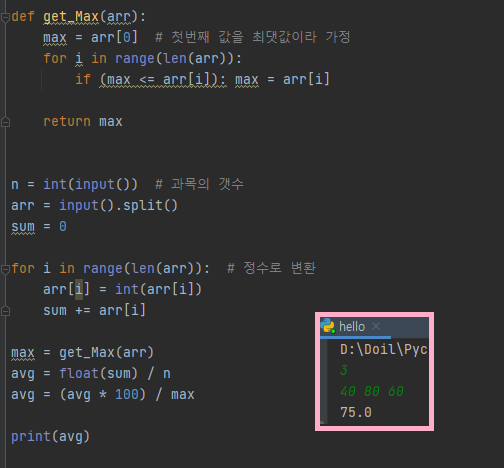 def get_Max(arr):
    max = arr[0]  # 첫번째 값을 최댓값이라 가정
    for i in range(len(arr)):
        if (max <= arr[i]): max = arr[i]
    return max
n = int(input())  # 과목의 갯수
arr = input().split()
sum = 0
for i in range(len(arr)):  # 정수로 변환
    arr[i] = int(arr[i])
    sum += arr[i]
max = get_Max(arr)
avg = float(sum) / n
avg = (avg * 100) / max
print(avg)
hello ×
D:\Doil\Pyc
3
40 80 60
75.0